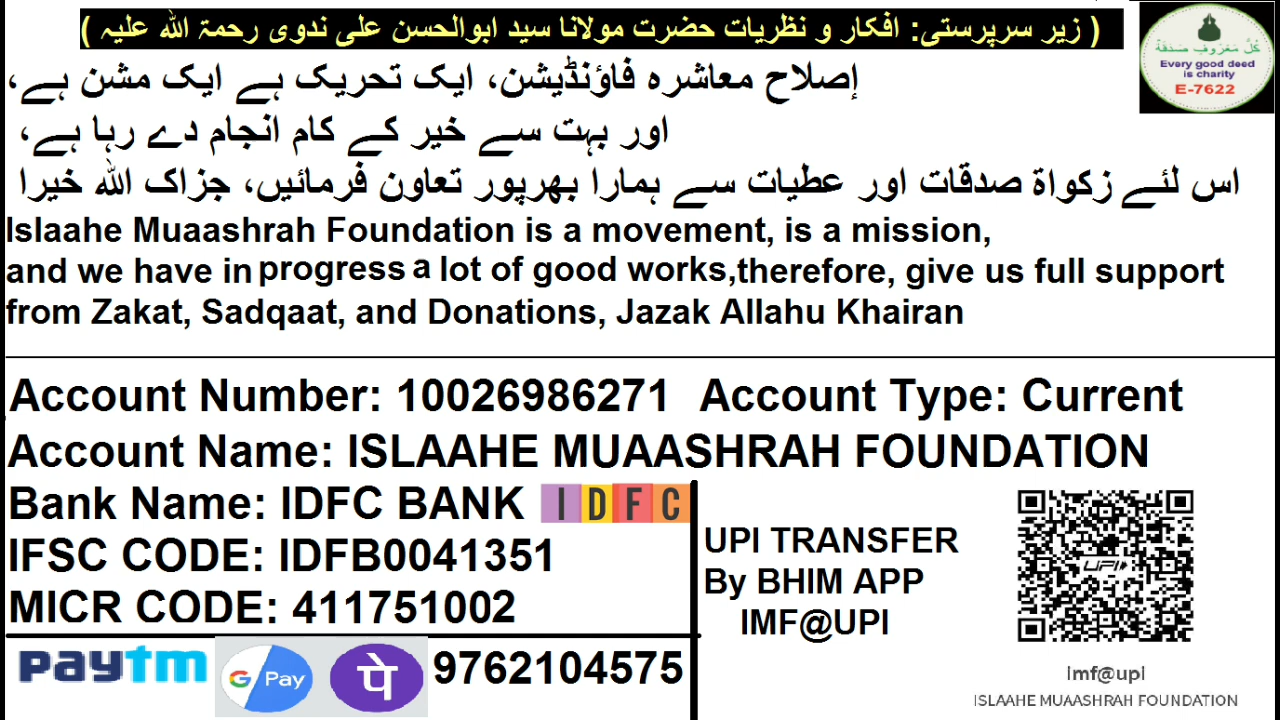 ( زیر سرپرستی: افکار و نظریات حضرت مولانا سید ابوالحسن علی ندوی رحمۃ اللہ علیہ )
كُلُّ مَعْرُوفٍ صَدَقَةٌ
Every good deed
is charity
E-7622
إصلاح معاشرہ فاؤنڈیشن، ایک تحریک ہے ایک مشن ہے،
اور بہت سے خیر کے کام انجام دے رہا ہے،
اس لئے زکواۃ صدقات اور عطیات سے ہمارا بھرپور تعاون فرمائیں، جزاک اللہ خیرا
Islaahe Muaashrah Foundation is a movement, is a mission,
and we have in progress a lot of good works,therefore, give us full support
from Zakat, Sadqaat, and Donations, Jazak Allahu Khairan
Account Number: 10026986271 Account Type: Current
Account Name: ISLAAHE MUAASHRAH FOUNDATION
Bank Name: IDFC BANK IDFC
IFSC CODE: IDFB0041351
MICR CODE: 411751002
paytm G Pay पे 9762104575
UPI TRANSFER
By BHIM APP
IMF@UPI
UPI
imf@upi
ISLAAHE MUAASHRAH FOUNDATION